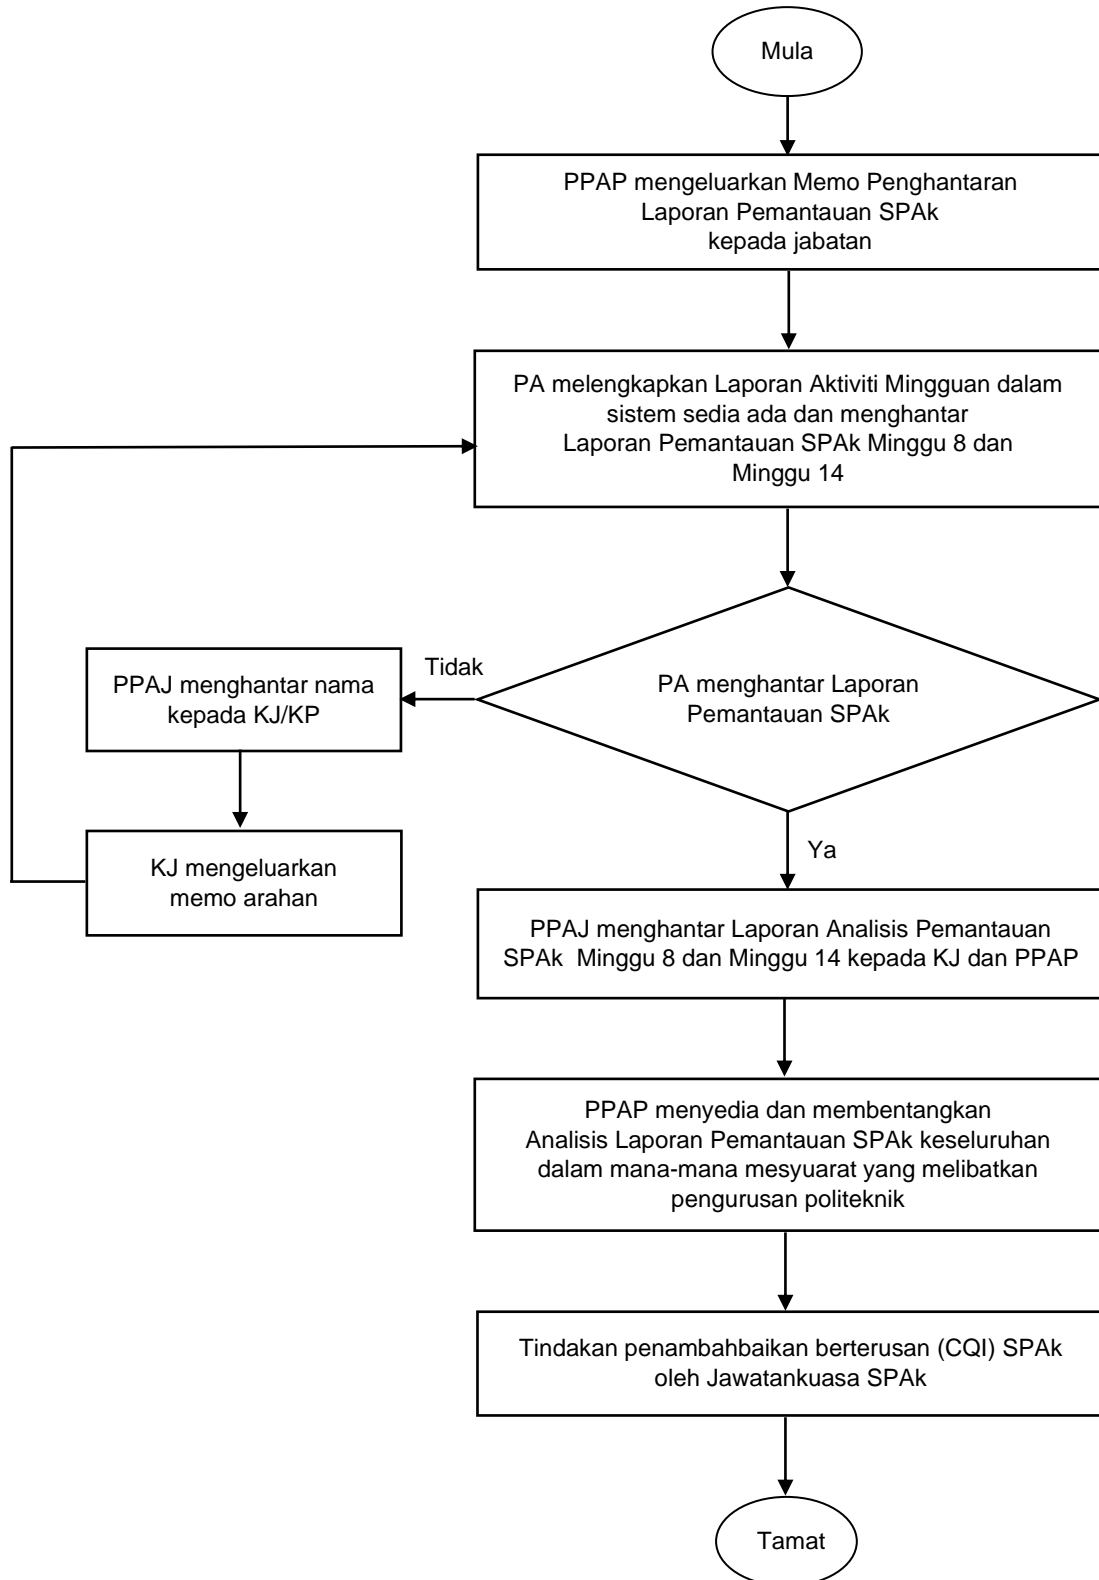 Mula
PPAP mengeluarkan Memo Penghantaran
Laporan Pemantauan SPAk
kepada jabatan
PA melengkapkan Laporan Aktiviti Mingguan dalam
sistem sedia ada dan menghantar
Laporan Pemantauan SPAk Minggu 8 dan
Minggu 14
PA menghantar Laporan
Pemantauan SPAk
Tidak
PPAJ menghantar nama
kepada KJ/KP
KJ mengeluarkan
memo arahan
Ya
PPAJ menghantar Laporan Analisis Pemantauan
SPAk Minggu 8 dan Minggu 14 kepada KJ dan PPAP
PPAP menyedia dan membentangkan
Analisis Laporan Pemantauan SPAk keseluruhan
dalam mana-mana mesyuarat yang melibatkan
pengurusan politeknik
Tindakan penambahbaikan berterusan (CQI) SPAk
oleh Jawatankuasa SPAk
Tamat